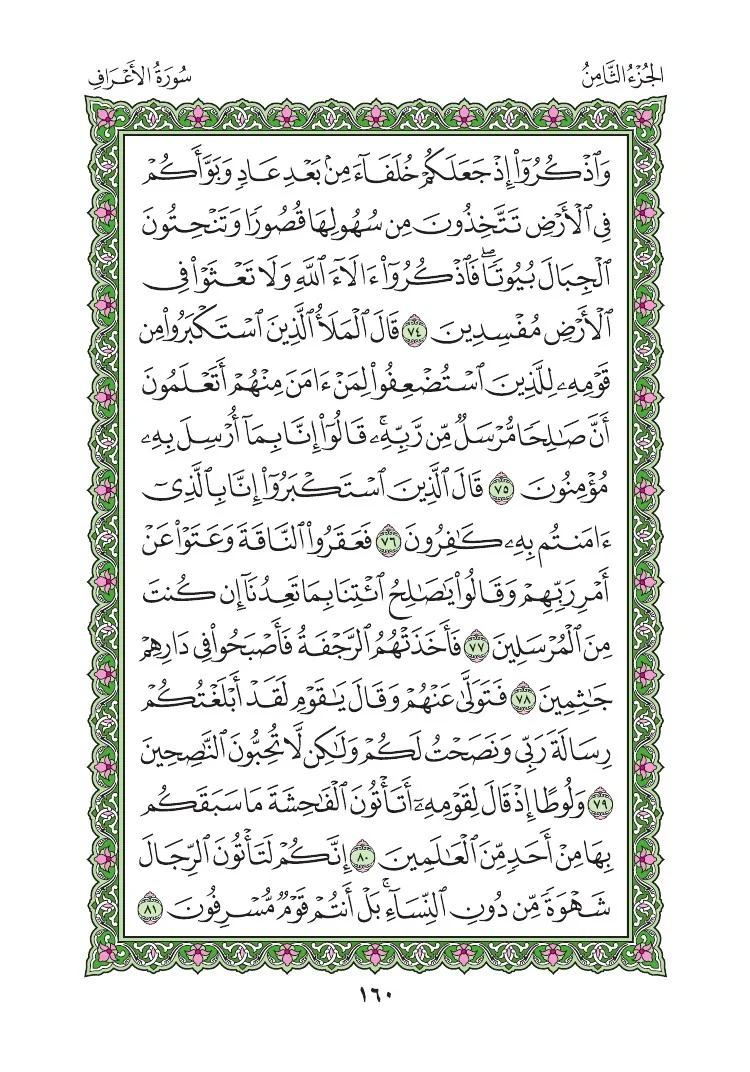 الجُزْءُ الثَّامِنُ
سُورَةُ الأَعْرَافِ
وَٱذۡكُرُوٓاْ إِذۡ جَعَلَكُمۡ خُلَفَآءَ مِنۢ بَعۡدِ عَادٖ وَبَوَّأَكُمۡ
فِي ٱلۡأَرۡضِ تَتَّخِذُونَ مِن سُهُولِهَا قُصُورٗا وَتَنۡحِتُونَ
ٱلۡجِبَالَ بُيُوتٗاۖ فَٱذۡكُرُوٓاْ ءَالَآءَ ٱللَّهِ وَلَا تَعۡثَوۡاْ فِي
ٱلۡأَرۡضِ مُفۡسِدِينَ ٧٤ قَالَ ٱلۡمَلَأُ ٱلَّذِينَ ٱسۡتَكۡبَرُواْ مِن
قَوۡمِهِۦ لِلَّذِينَ ٱسۡتُضۡعِفُواْ لِمَنۡ ءَامَنَ مِنۡهُمۡ أَتَعۡلَمُونَ
أَنَّ صَٰلِحٗا مُّرۡسَلٞ مِّن رَّبِّهِۦۚ قَالُوٓاْ إِنَّا بِمَآ أُرۡسِلَ بِهِۦ
مُؤۡمِنُونَ ٧٥ قَالَ ٱلَّذِينَ ٱسۡتَكۡبَرُوٓاْ إِنَّا بِٱلَّذِيٓ
ءَامَنتُم بِهِۦ كَٰفِرُونَ ٧٦ فَعَقَرُواْ ٱلنَّاقَةَ وَعَتَوۡاْ عَنۡ
أَمۡرِ رَبِّهِمۡ وَقَالُواْ يَٰصَٰلِحُ ٱئۡتِنَا بِمَا تَعِدُنَآ إِن كُنتَ
مِنَ ٱلۡمُرۡسَلِينَ ٧٧ فَأَخَذَتۡهُمُ ٱلرَّجۡفَةُ فَأَصۡبَحُواْ فِي دَارِهِمۡ
جَٰثِمِينَ ٧٨ فَتَوَلَّىٰ عَنۡهُمۡ وَقَالَ يَٰقَوۡمِ لَقَدۡ أَبۡلَغۡتُكُمۡ
رِسَالَةَ رَبِّي وَنَصَحۡتُ لَكُمۡ وَلَٰكِن لَّا تُحِبُّونَ ٱلنَّٰصِحِينَ
٧٩ وَلُوطًا إِذۡ قَالَ لِقَوۡمِهِۦٓ أَتَأۡتُونَ ٱلۡفَٰحِشَةَ مَا سَبَقَكُم
بِهَا مِنۡ أَحَدٖ مِّنَ ٱلۡعَٰلَمِينَ ٨٠ إِنَّكُمۡ لَتَأۡتُونَ ٱلرِّجَالَ
شَهۡوَةٗ مِّن دُونِ ٱلنِّسَآءِۚ بَلۡ أَنتُمۡ قَوۡمٞ مُّسۡرِفُونَ ٨١
١٦٠